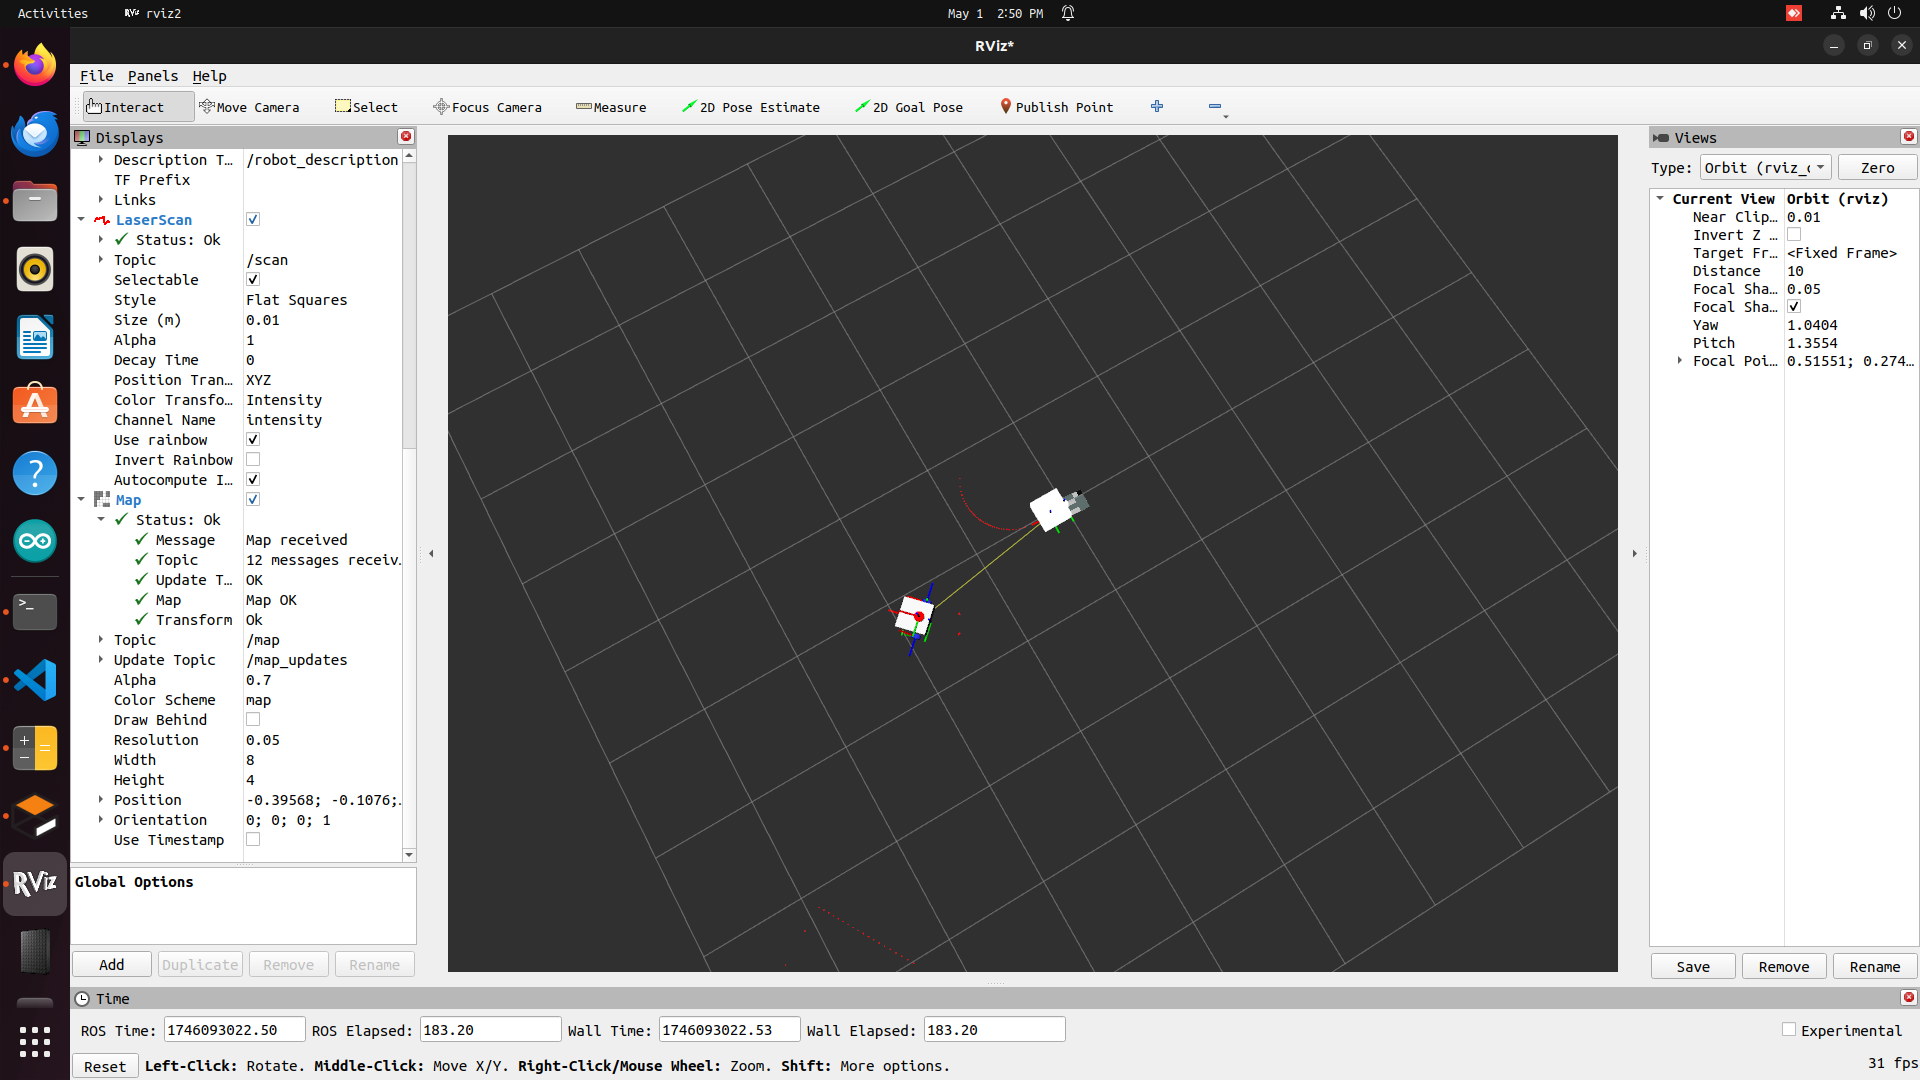 Activities
RViz rviz2
May 1 2:50 PM
RViz*
File Panels Help
Interact Move Camera Select Focus Camera Measure 2D Pose Estimate 2D Goal Pose Publish Point
Displays
Description T... /robot_description
TF Prefix
Links
LaserScan
Status: Ok
Topic /scan
Selectable
Style Flat Squares
Size (m) 0.01
Alpha 1
Decay Time 0
Position Tran... XYZ
Color Transfo... Intensity
Channel Name intensity
Use rainbow
Invert Rainbow
Autocompute I...
Map
Status: Ok
Message Map received
Topic 12 messages receiv.
Update T... OK
Map Map OK
Transform Ok
Topic /map
Update Topic /map_updates
Alpha 0.7
Color Scheme map
Draw Behind
Resolution 0.05
Width 8
Height 4
Position -0.39568; -0.1076;.
Orientation 0; 0; 0; 1
Use Timestamp
Global Options
Add Duplicate Remove Rename
Views
Type: Orbit (rviz_ Zero
Current View Orbit (rviz)
Near Clip... 0.01
Invert Z ...
Target Fr... <Fixed Frame>
Distance 10
Focal Sha... 0.05
Focal Sha...
Yaw 1.0404
Pitch 1.3554
Focal Poi... 0.51551; 0.274...
Save Remove Rename
Time
ROS Time: 1746093022.50 ROS Elapsed: 183.20 Wall Time: 1746093022.53 Wall Elapsed: 183.20 Experimental
Reset Left-Click: Rotate. Middle-Click: Move X/Y. Right-Click/Mouse Wheel: Zoom. Shift: More options. 31 fps
RViz